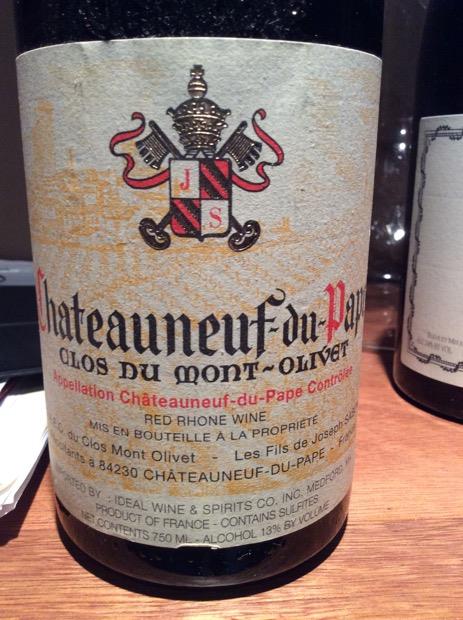 J
S
Chateauneuf-du-Pape
CLOS DU MONT-OLIVET
Appellation Châteauneuf-du-Pape Contrôlée
RED RHONE WINE
MIS EN BOUTEILLE À LA PROPRIÉTÉ
du Clos Mont Olivet - Les Fils de Joseph
à 84230 CHÂTEAUNEUF-DU-PAPE -
BY : IDEAL WINE & SPIRITS CO. INC. MEDFORD,
PRODUCT OF FRANCE - CONTAINS SULFITES
NET CONTENTS 750 ML - ALCOHOL 13% BY VOLUME